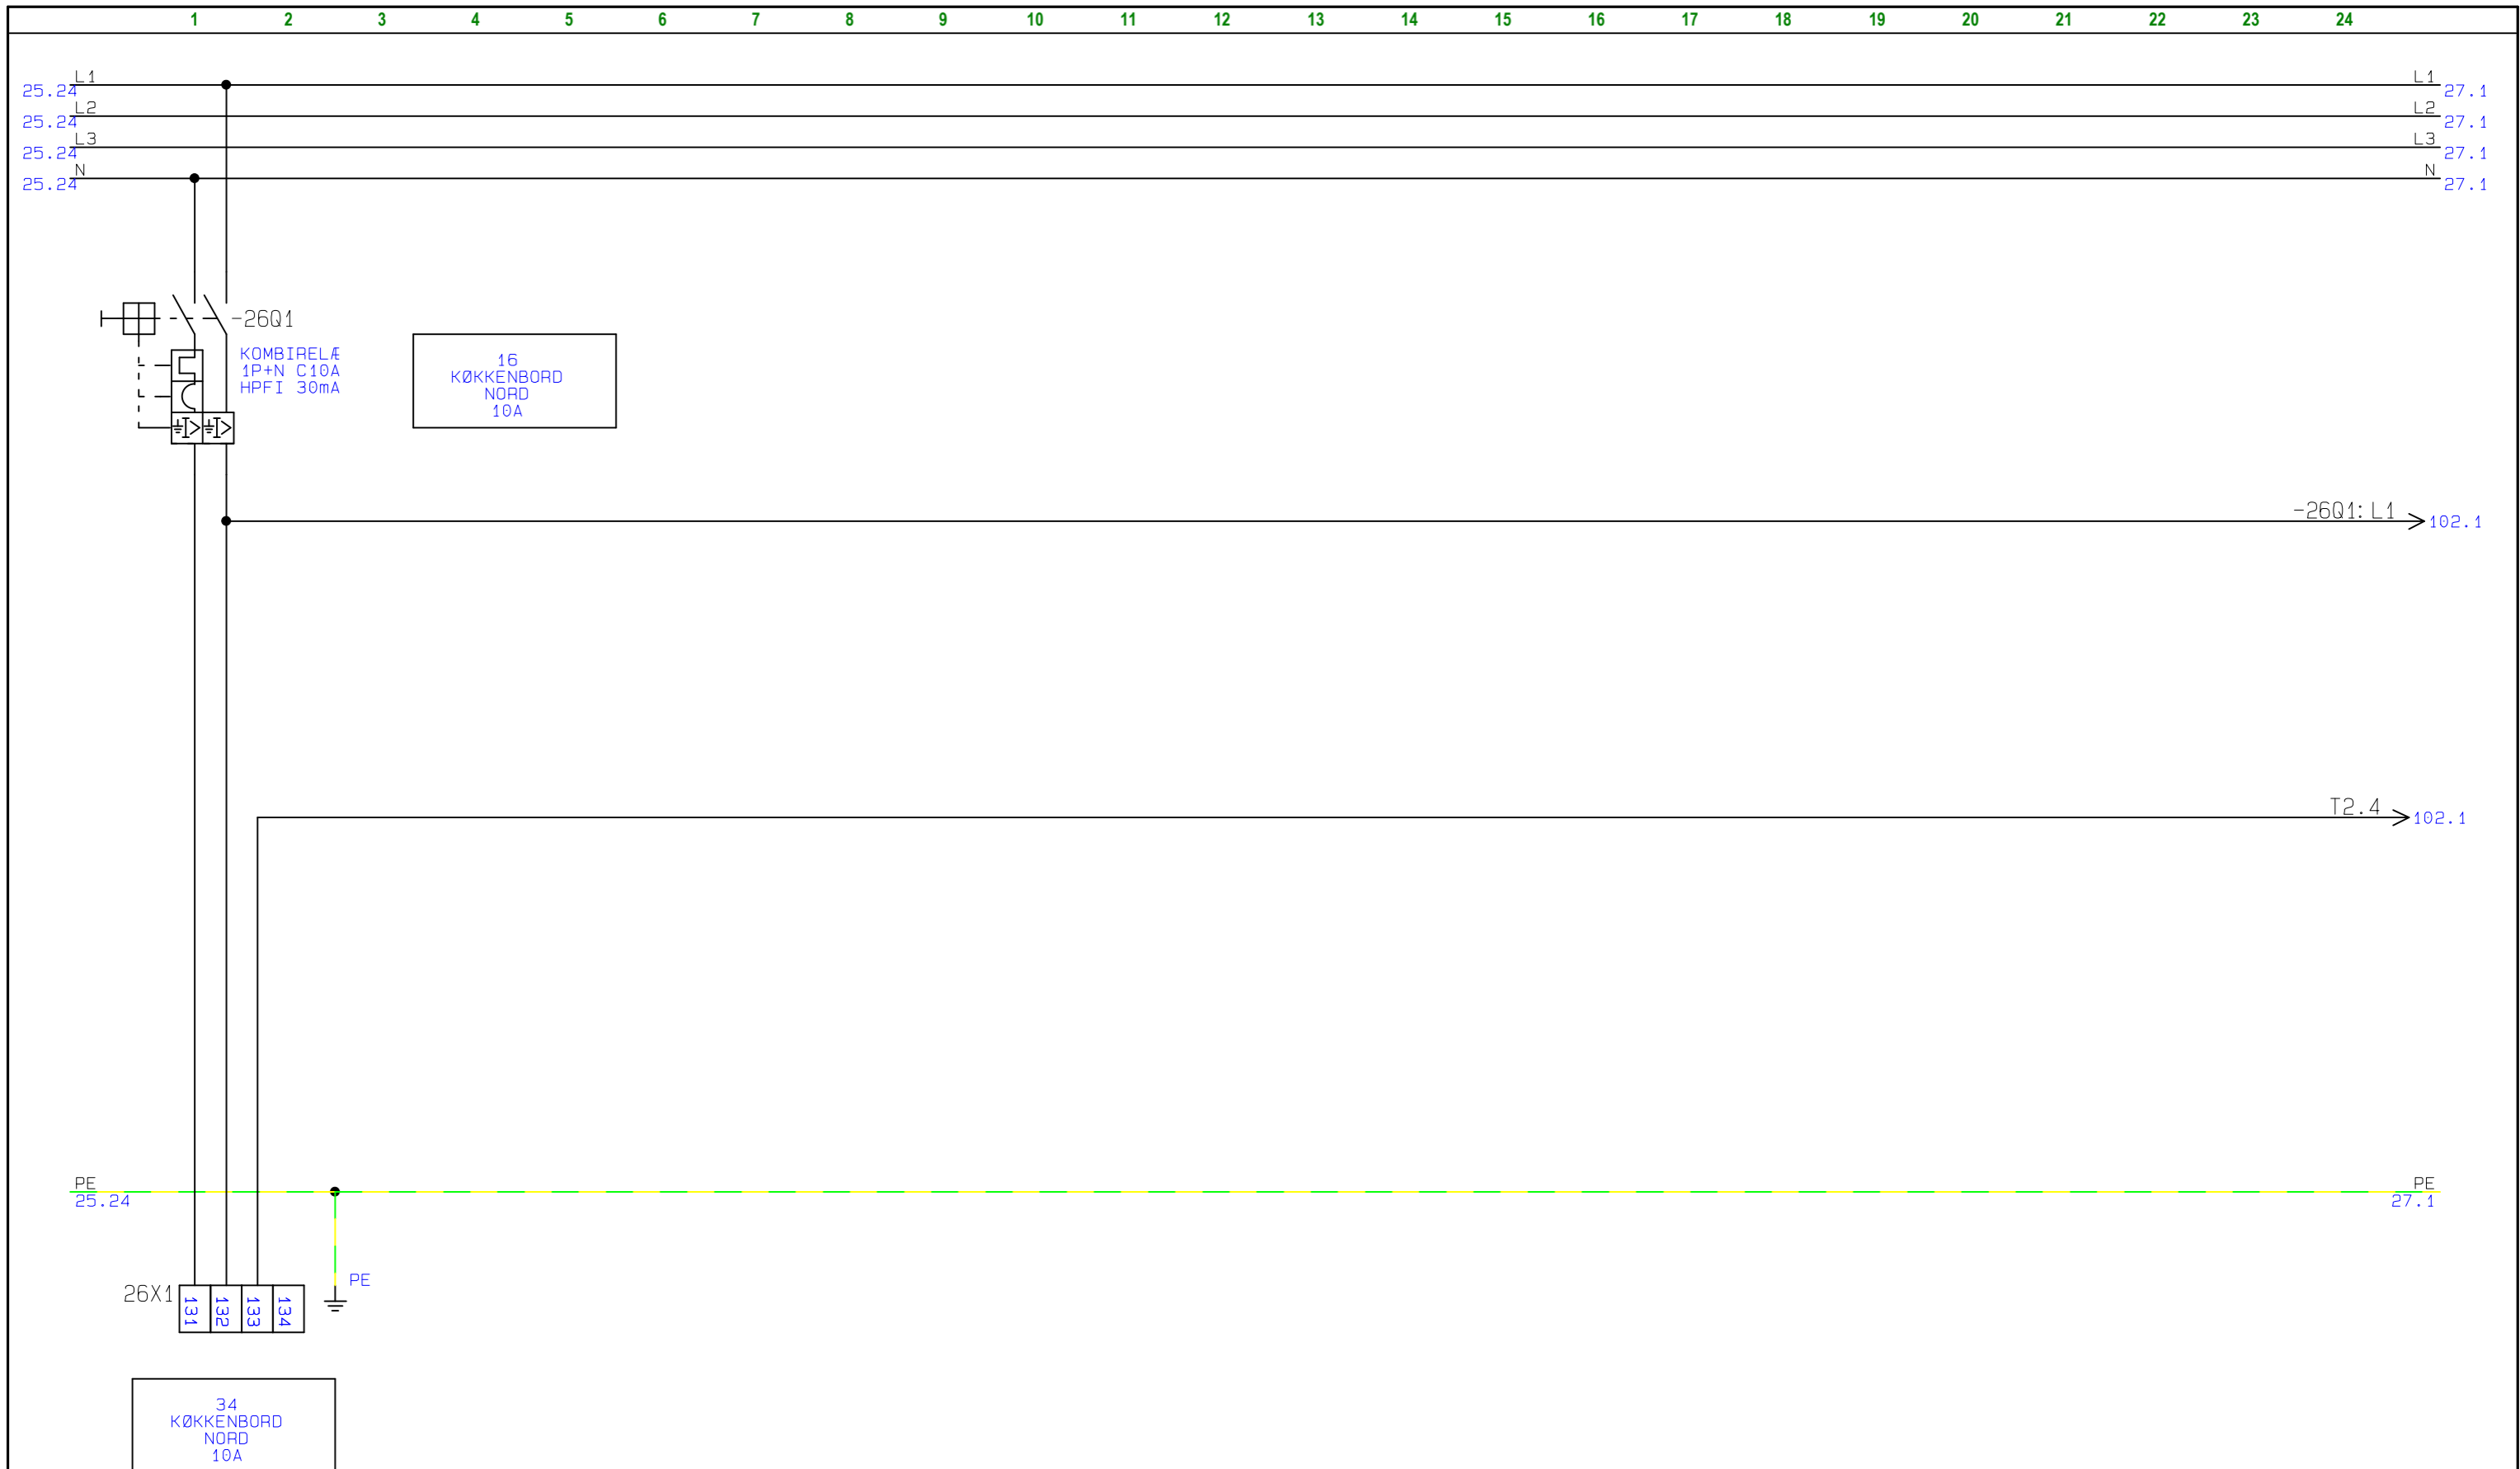 1 2 3 4 5 6 7 8 9 10 11 12 13 14 15 16 17 18 19 20 21 22 23 24
L1 L1
25.24 27.1
L2 L2
25.24 27.1
L3 L3
25.24 27.1
N N
25.24 27.1
-26Q1
KOMBIRELÆ
1P+N C10A
HPFI 30mA
16
KØKKENBORD
NORD
10A
-26Q1:L1 102.1
T2.4 102.1
PE PE
25.24 27.1
PE
26X1 131 132 133 134
34
KØKKENBORD
NORD
10A